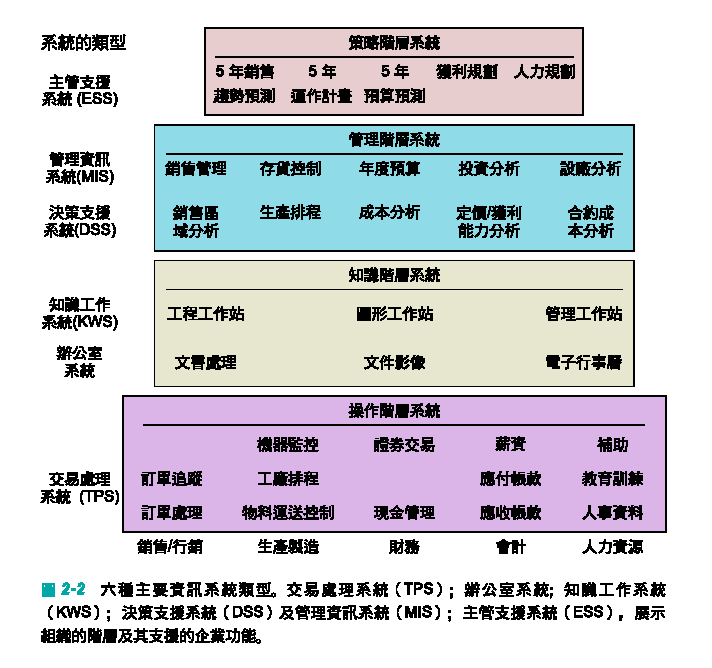 系統的類型
策略階層系統
主管支援
系統 (ESS)
5 年銷售
趨勢預測
5 年
運作計畫
5 年
預算預測
獲利規劃
人力規劃
管理階層系統
管理資訊
系統(MIS)
銷售管理
存貨控制
年度預算
投資分析
設廠分析
決策支援
系統(DSS)
銷售區
域分析
生產排程
成本分析
定價/獲利
能力分析
合約成
本分析
知識階層系統
知識工作
系統(KWS)
工程工作站
圖形工作站
管理工作站
辦公室
系統
文書處理
文件影像
電子行事曆
操作階層系統
機器監控
證券交易
薪資
補助
交易處理
系統 (TPS)
訂單追蹤
工廠排程
應付帳款
教育訓練
訂單處理
物料運送控制
現金管理
應收帳款
人事資料
銷售/行銷
生產製造
財務
會計
人力資源
圖 2-2 六種主要資訊系統類型。交易處理系統（TPS）；辦公室系統；知識工作系統
（KWS）；決策支援系統（DSS）及管理資訊系統（MIS）；主管支援系統（ESS），展示
組織的階層及其支援的企業功能。